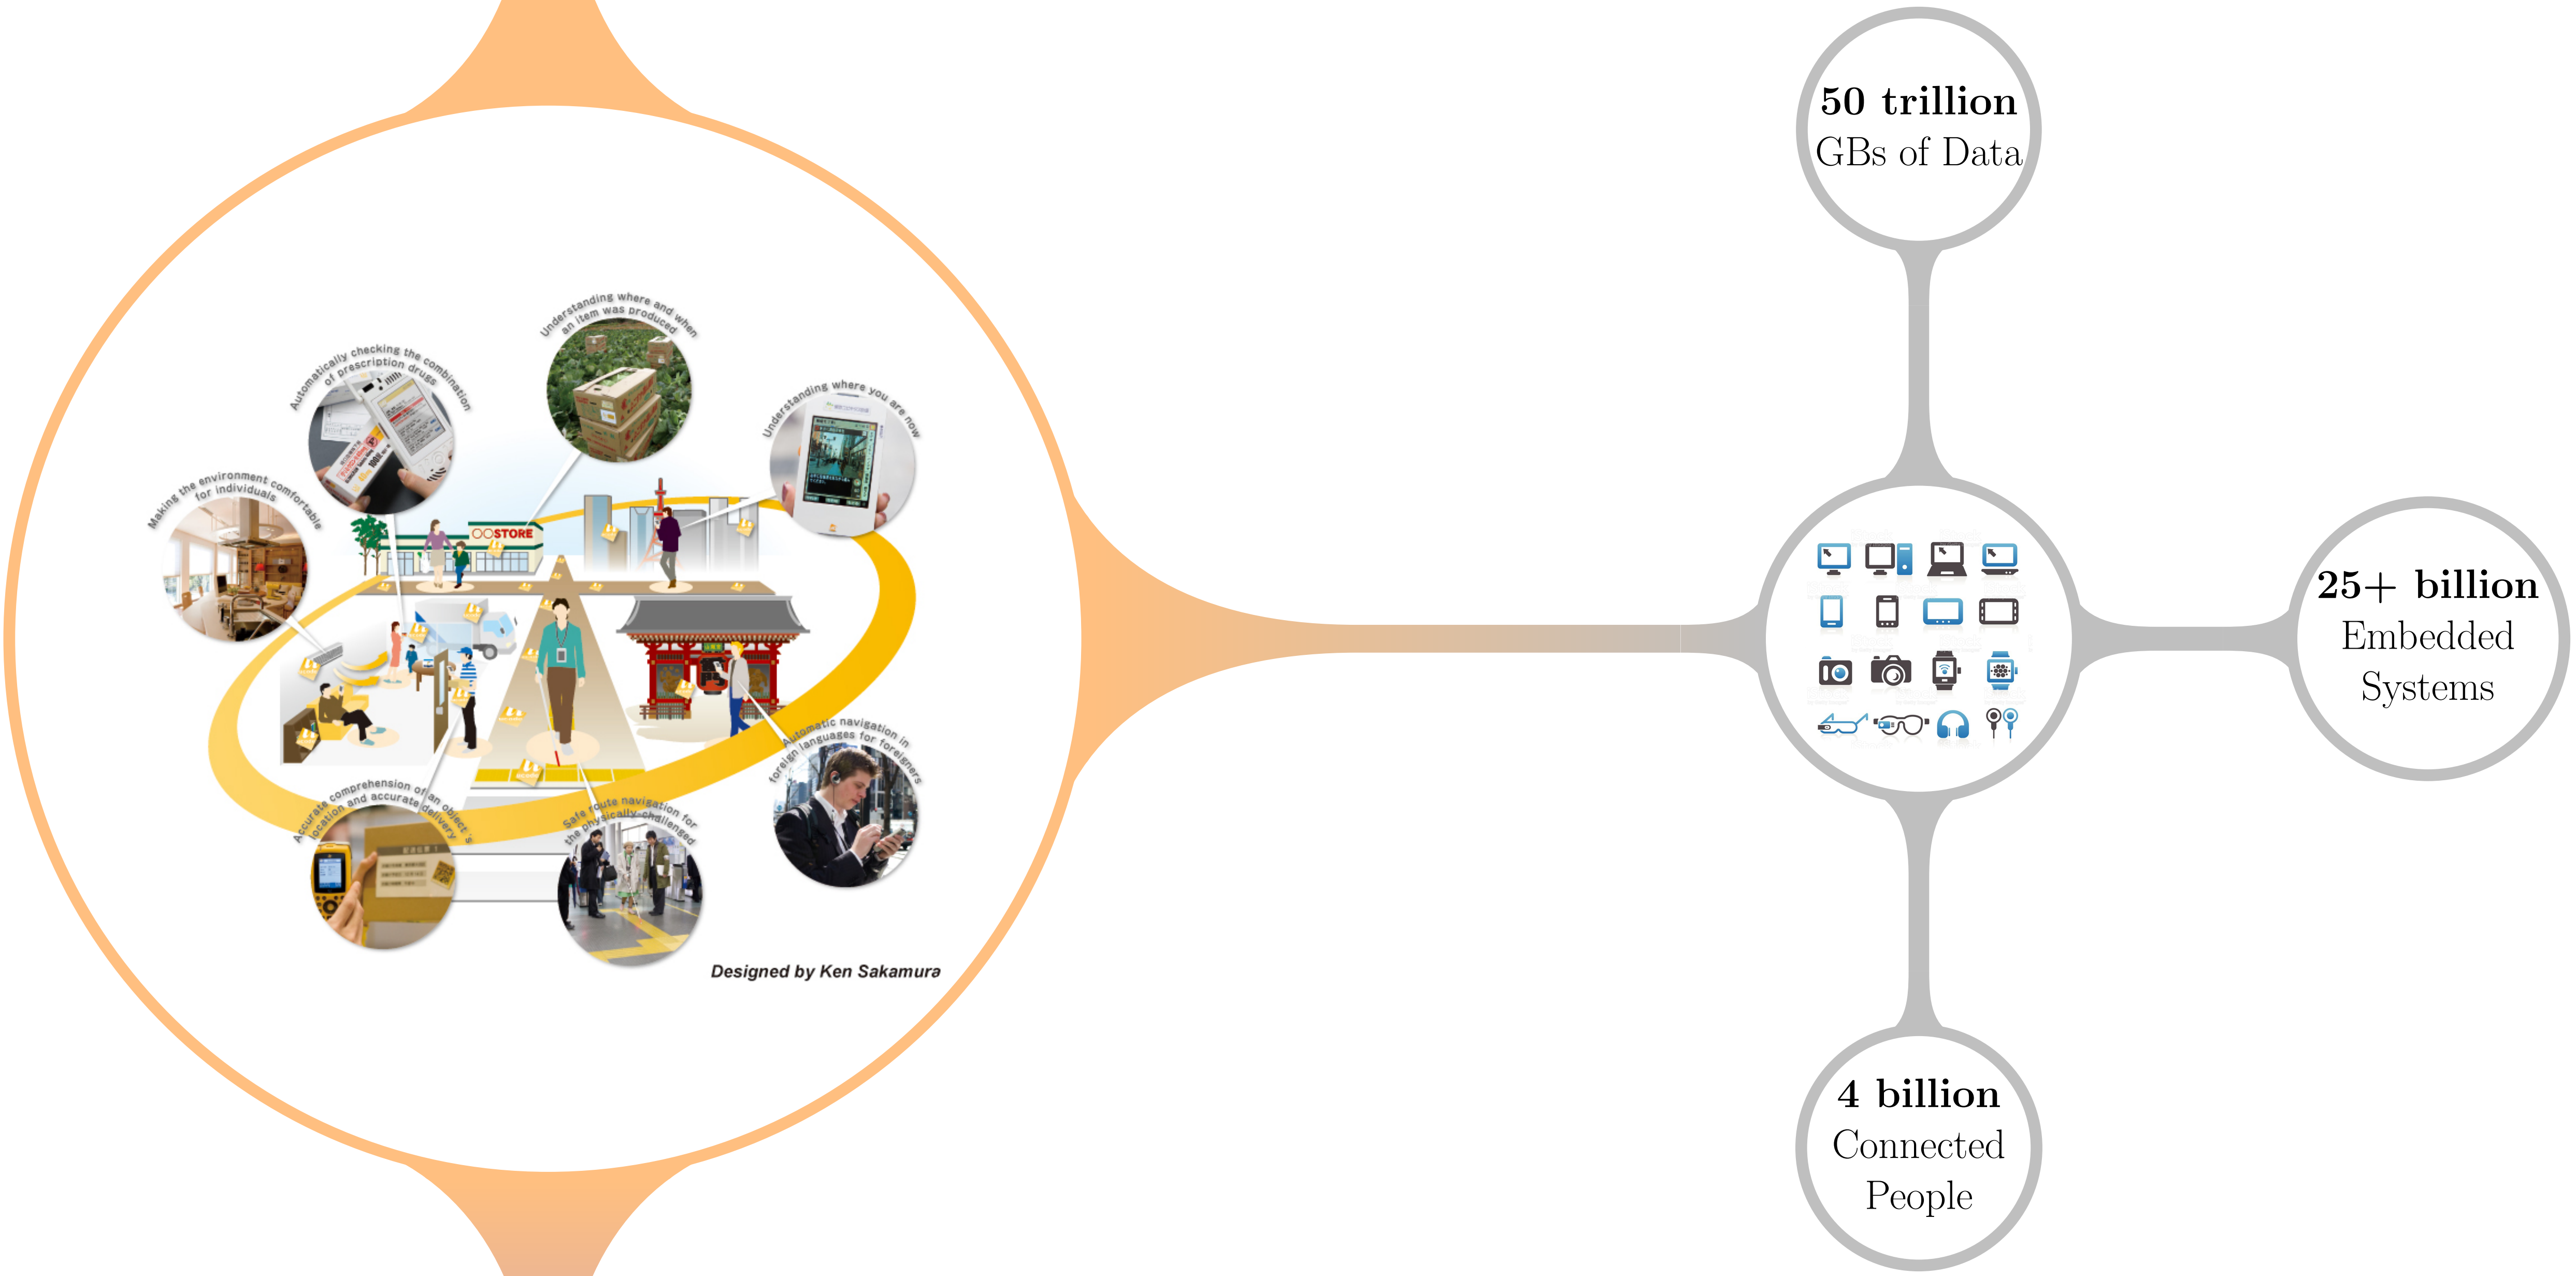 Understanding where and when
an item was produced
Automatically checking the combination
of prescription drugs
Understanding where you are now
Making the environment comfortable
for individuals
STORE
Automatic navigation in
foreign languages for foreigners
Accurate comprehension of an object's
location and accurate delivery
Safe route navigation for
the physically challenged
Designed by Ken Sakamura
50 trillion
GBs of Data
25+ billion
Embedded
Systems
4 billion
Connected
People